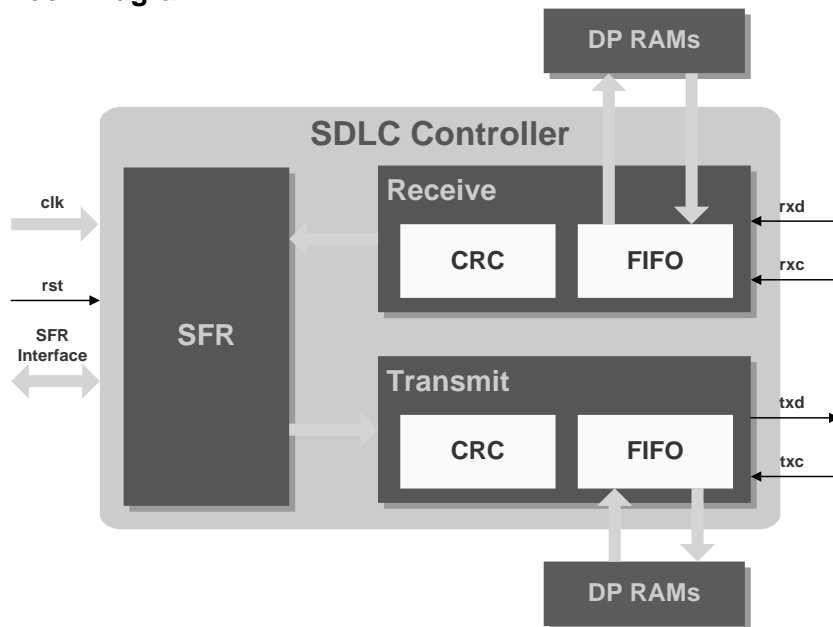 DP RAMs
SDLC Controller
Receive
clk
rxd
CRC
FIFO
rxc
rst
SFR
SFR
Interface
Transmit
txd
CRC
FIFO
txc
DP RAMs